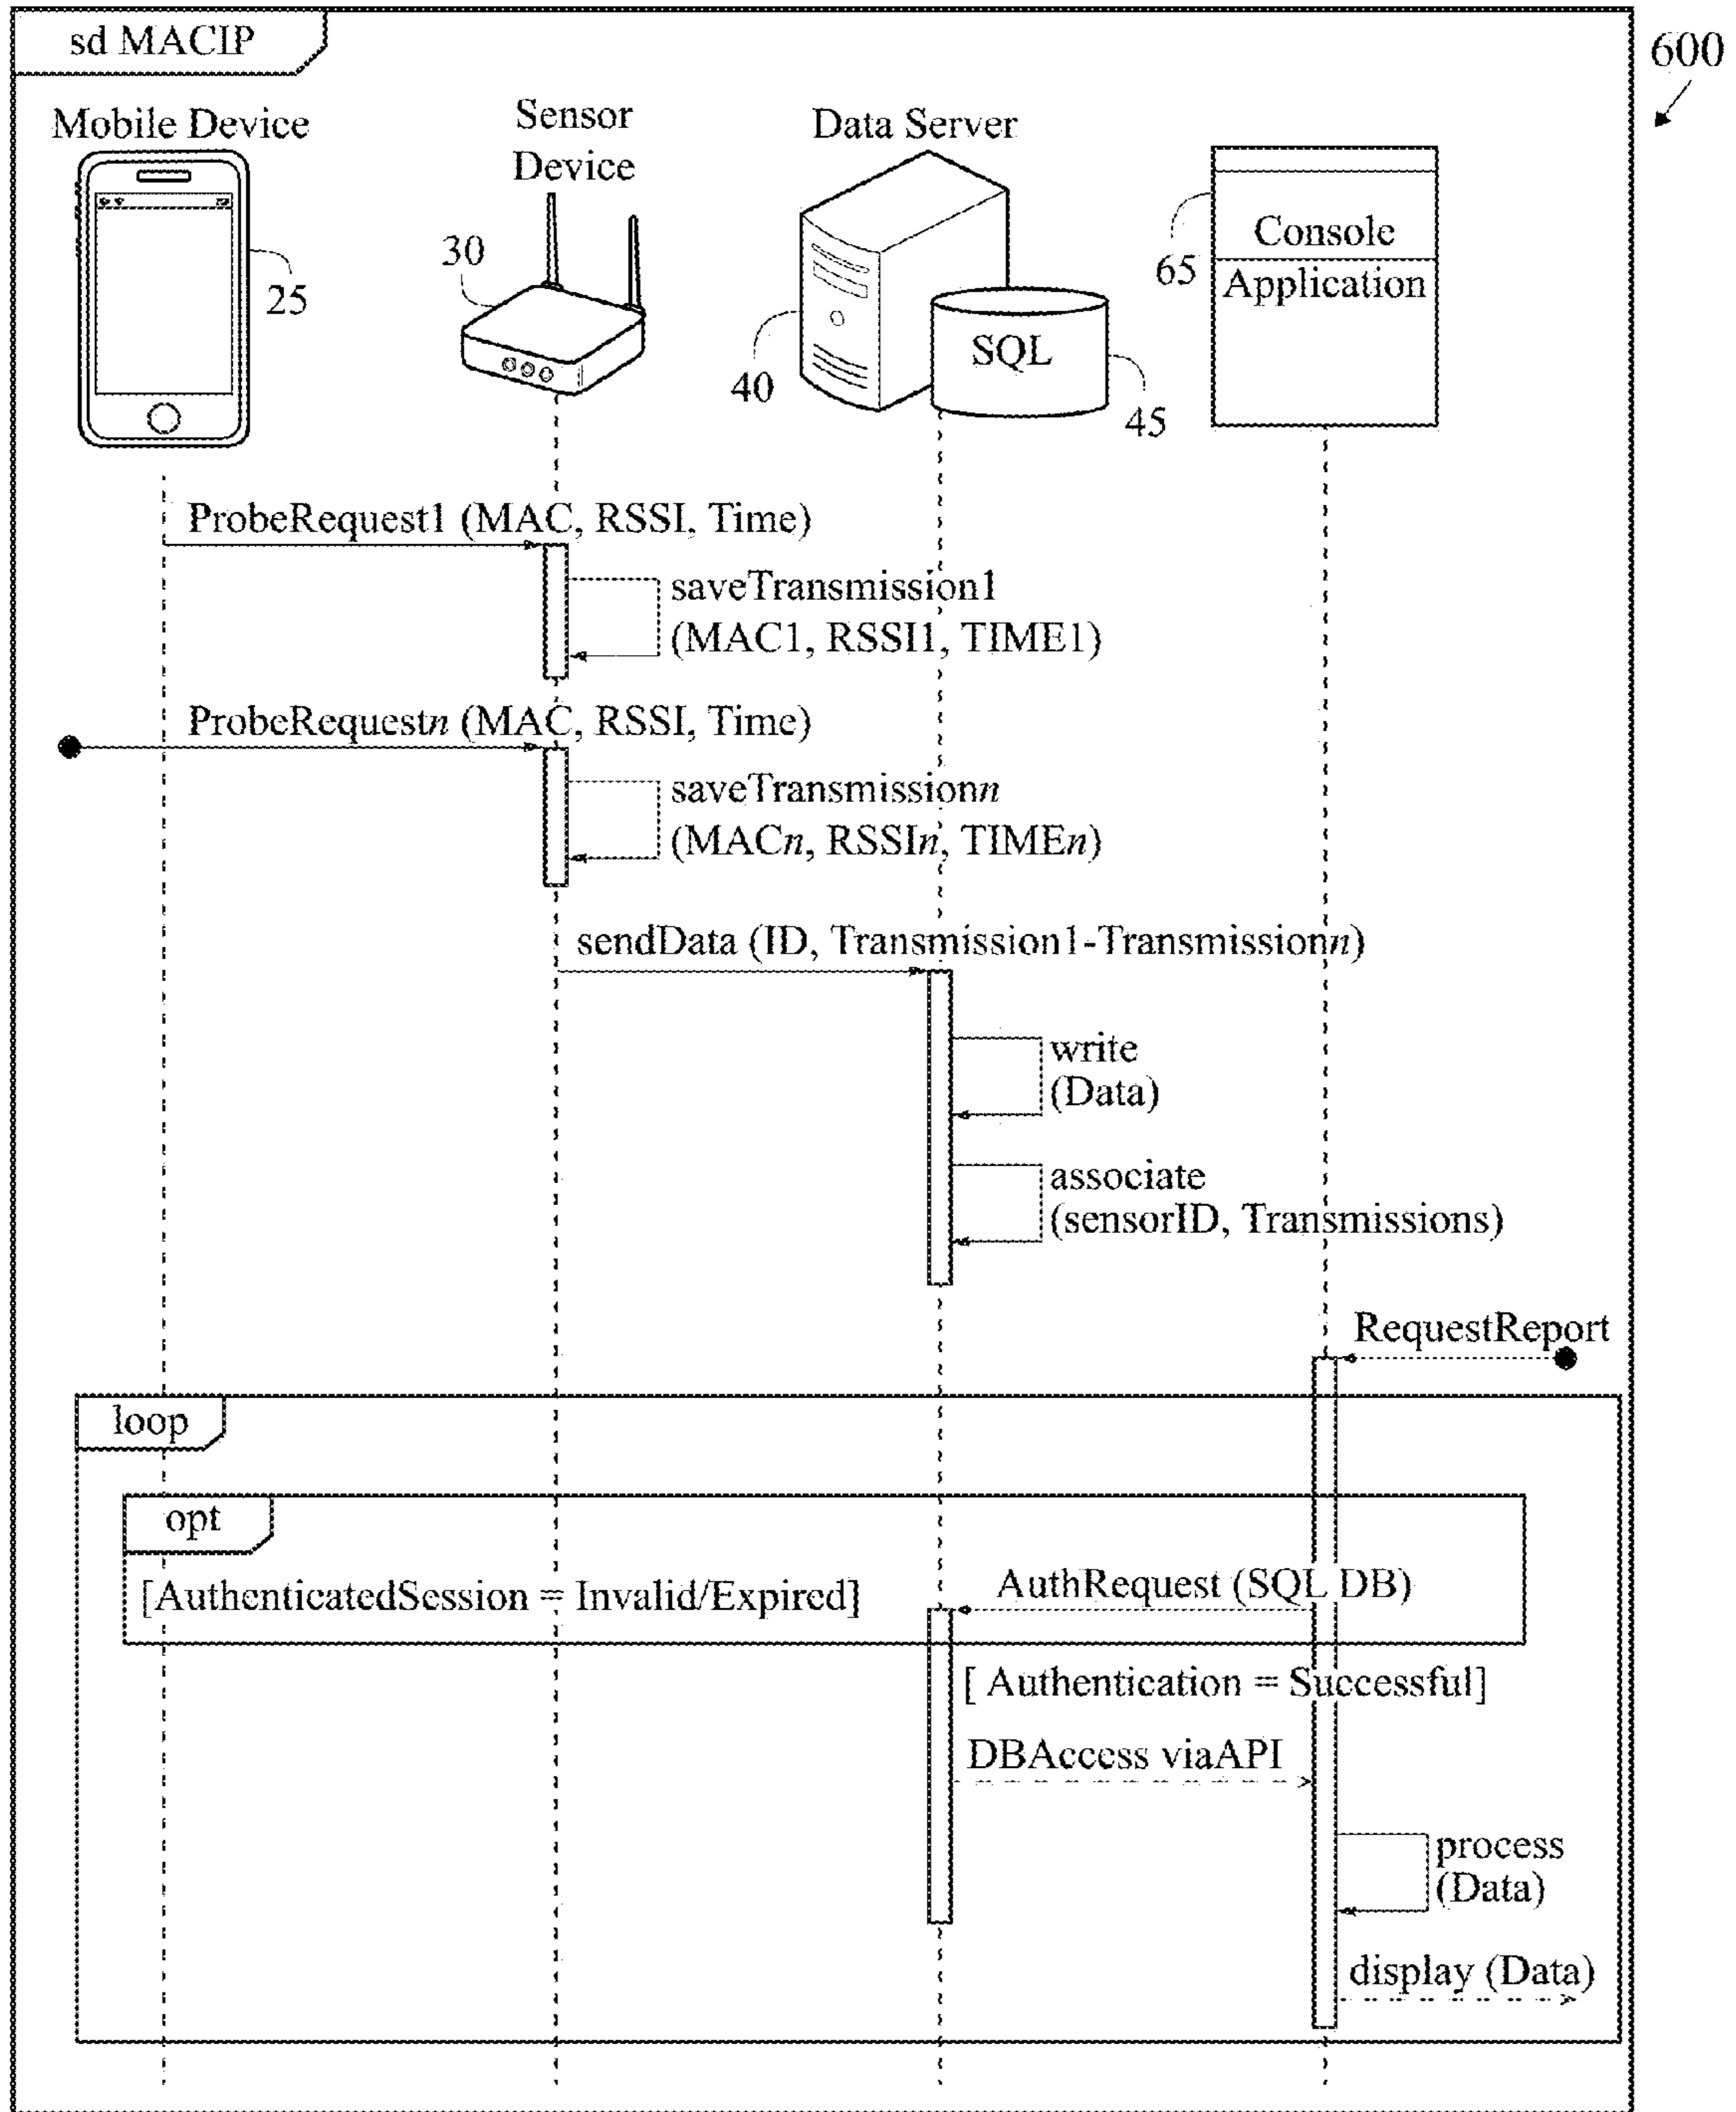 sd MACIP
600
Mobile Device
Sensor
Device
Data Server
25
30
40
SQL
45
65
Console
Application
ProbeRequest1 (MAC, RSSI, Time)
saveTransmission1
(MAC1, RSSI1, TIME1)
ProbeRequestn (MAC, RSSI, Time)
saveTransmissionn
(MACn, RSSIn, TIMEn)
sendData (ID, Transmission1-Transmissionn)
write
(Data)
associate
(sensorID, Transmissions)
RequestReport
loop
opt
[AuthenticatedSession = Invalid/Expired]
AuthRequest (SQL DB)
[ Authentication = Successful]
DBAccess viaAPI
process
(Data)
display (Data)